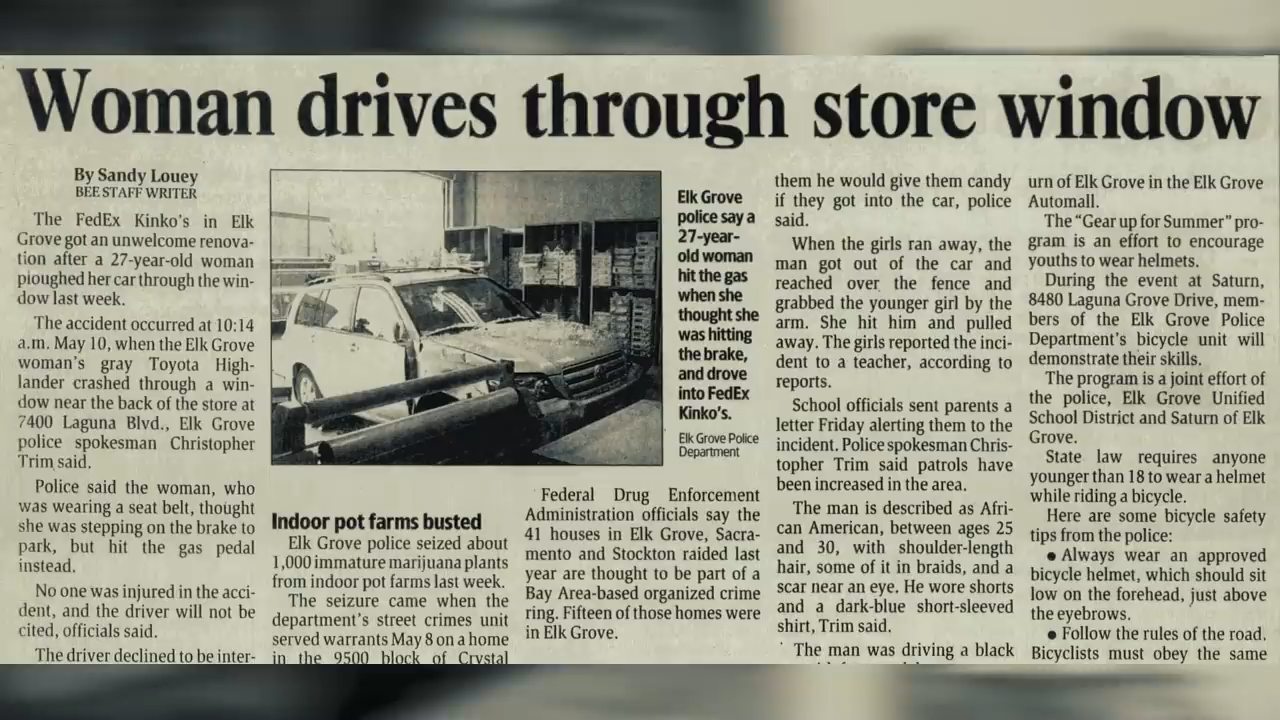 Woman drives through store window
By Sandy Louey
BEE STAFF WRITER
The FedEx Kinko's in Elk
Grove got an unwelcome renova-
tion after a 27-year-old woman
ploughed her car through the win-
dow last week.
The accident occurred at 10:14
a.m. May 10, when the Elk Grove
woman's gray Toyota High-
lander crashed through a win-
dow near the back of the store at
7400 Laguna Blvd., Elk Grove
police spokesman Christopher
Trim said.
Police said the woman, who
was wearing a seat belt, thought
she was stepping on the brake to
park, but hit the gas pedal
instead.
No one was injured in the acci-
dent, and the driver will not be
cited, officials said.
The driver declined to be inter-
Elk Grove
police say a
27-year-
old woman
hit the gas
when she
thought she
was hitting
the brake,
and drove
into FedEx
Kinko's.
Elk Grove Police
Department
Indoor pot farms busted
Elk Grove police seized about
1,000 immature marijuana plants
from indoor pot farms last week.
The seizure came when the
department's street crimes unit
served warrants May 8 on a home
in the 9500 block of Crystal
Federal Drug Enforcement
Administration officials say the
41 houses in Elk Grove, Sacra-
mento and Stockton raided last
year are thought to be part of a
Bay Area-based organized crime
ring. Fifteen of those homes were
in Elk Grove.
them he would give them candy
if they got into the car, police
said.
When the girls ran away, the
man got out of the car and
reached over the fence and
grabbed the younger girl by the
arm. She hit him and pulled
away. The girls reported the inci-
dent to a teacher, according to
reports.
School officials sent parents a
letter Friday alerting them to the
incident. Police spokesman Chris-
topher Trim said patrols have
been increased in the area.
The man is described as Afri-
can American, between ages 25
and 30, with shoulder-length
hair, some of it in braids, and a
scar near an eye. He wore shorts
and a dark-blue short-sleeved
shirt, Trim said.
The man was driving a black
urn of Elk Grove in the Elk Grove
Automall.
The "Gear up for Summer" pro-
gram is an effort to encourage
youths to wear helmets.
During the event at Saturn,
8480 Laguna Grove Drive, mem-
bers of the Elk Grove Police
Department's bicycle unit will
demonstrate their skills.
The program is a joint effort of
the police, Elk Grove Unified
School District and Saturn of Elk
Grove.
State law requires anyone
younger than 18 to wear a helmet
while riding a bicycle.
Here are some bicycle safety
tips from the police:
● Always wear an approved
bicycle helmet, which should sit
low on the forehead, just above
the eyebrows.
● Follow the rules of the road.
Bicyclists must obey the same